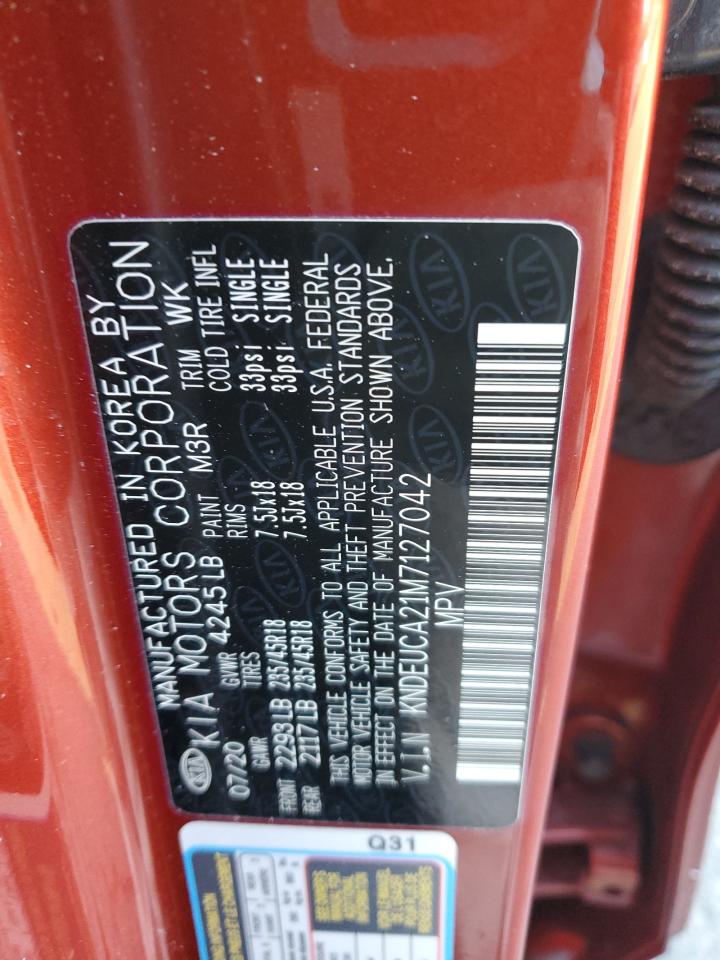 MANUFACTURED IN KOREA BY
KIA KIA MOTORS CORPORATION
07/20 GVWR 4245LB PAINT M3R TRIM WK
GAWR TIRES RIMS COLD TIRE INFL
FRONT 2293LB 235/45R18 7.5Jx18 33psi SINGLE
REAR 2117LB 235/45R18 7.5Jx18 33psi SINGLE
THIS VEHICLE CONFORMS TO ALL APPLICABLE U.S.A. FEDERAL
MOTOR VEHICLE SAFETY AND THEFT PREVENTION STANDARDS
IN EFFECT ON THE DATE OF MANUFACTURE SHOWN ABOVE.
V.I.N KNDEUCA21M7127042
MPV
Q31